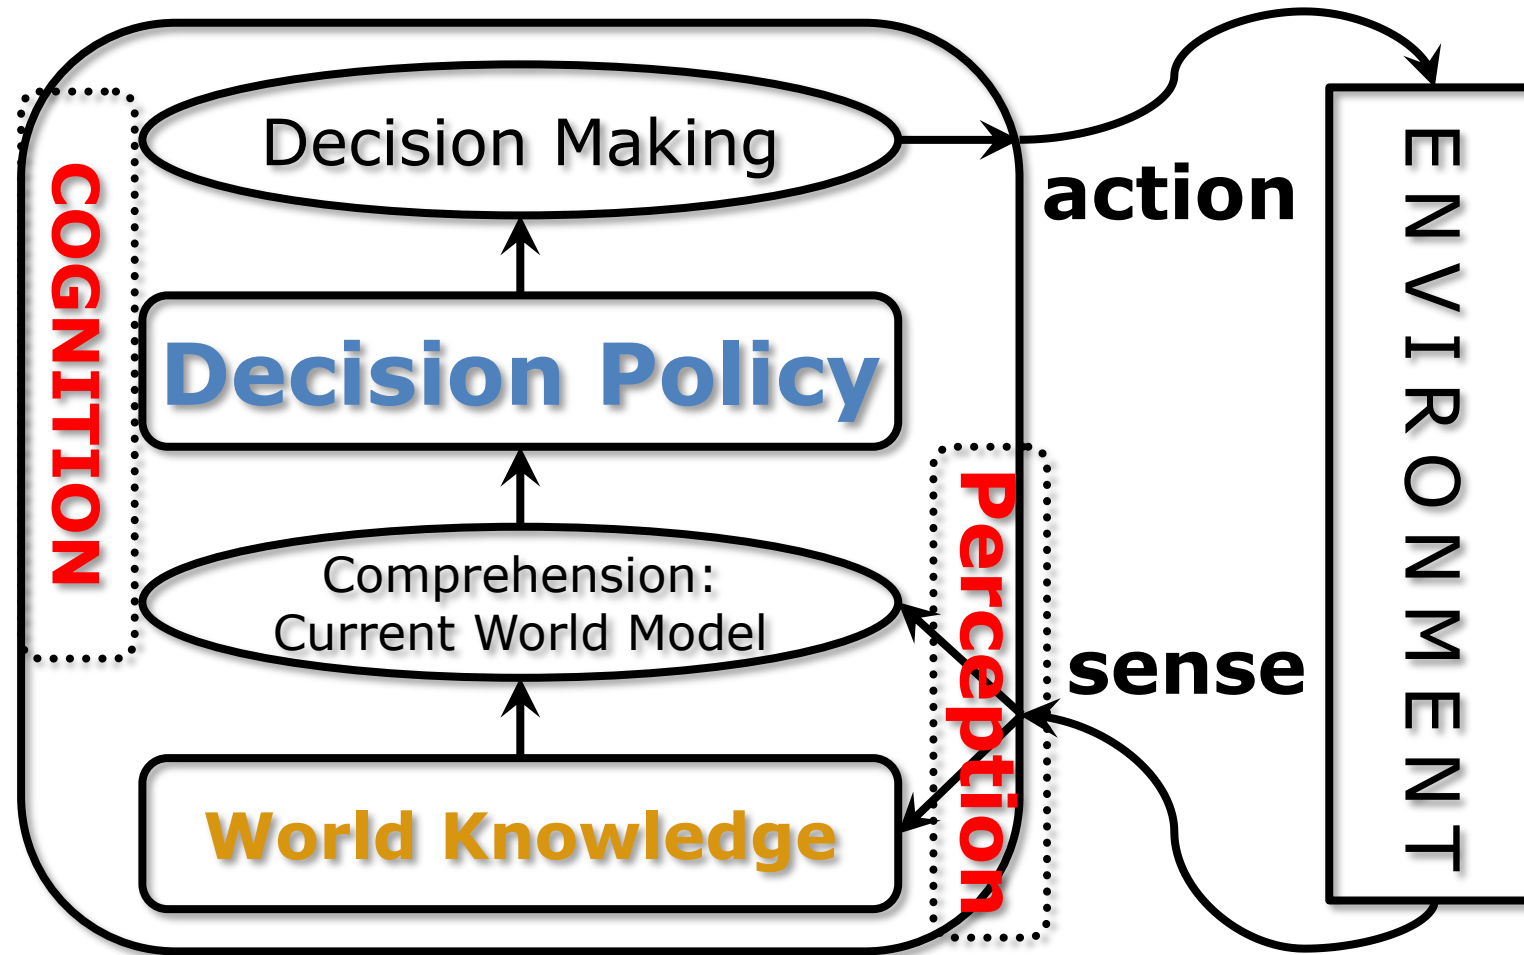 Decision Making
COGNITION
action
ENVIRONMENT
Decision Policy
Perception
Comprehension:
Current World Model
sense
World Knowledge